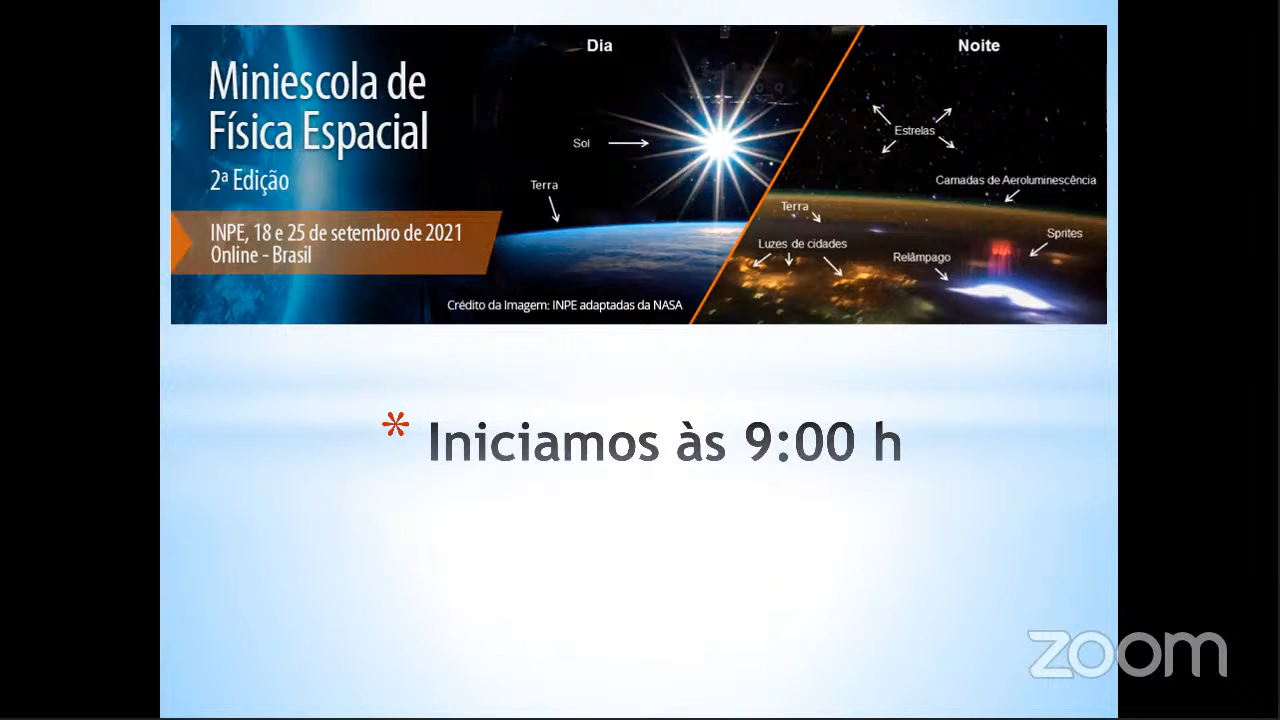 Miniescola de
Física Espacial
2ª Edição
INPE, 18 e 25 de setembro de 2021
Online - Brasil
Dia
Sol
Terra
Crédito da Imagem: INPE adaptadas da NASA
Noite
Estrelas
Camadas de Aeroluminescência
Terra
Luzes de cidades
Relâmpago
Sprites
* Iniciamos às 9:00 h
zoom